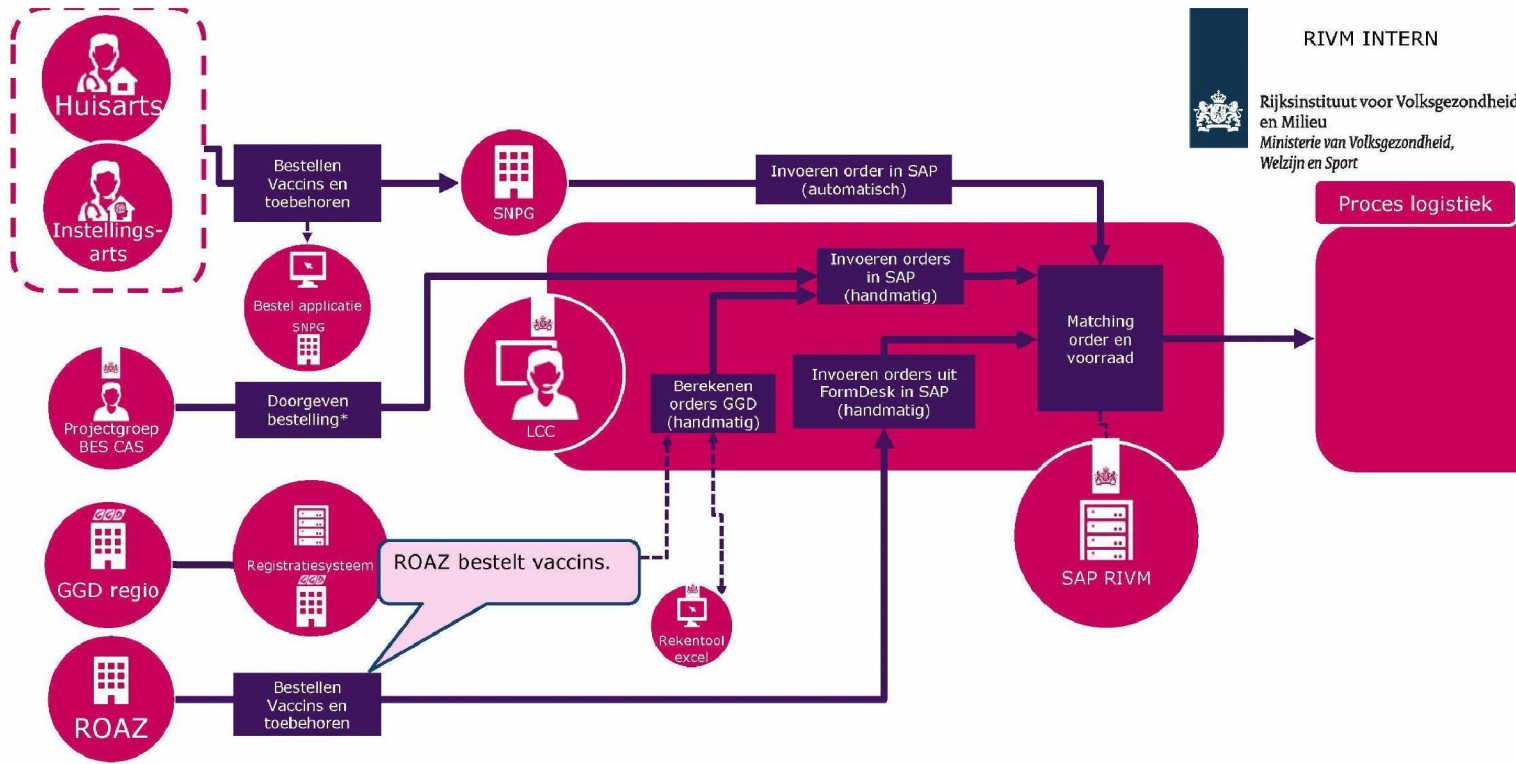 RIVM INTERN
Rijksinstituut voor Volksgezondheid
en Milieu
Ministerie van Volksgezondheid,
Welzijn en Sport
Huisarts
Instellings-
arts
Bestellen
Vaccins en
toebehoren
SNPG
Invoeren order in SAP
(automatisch)
Proces logistiek
Bestel applicatie
SNPG
Invoeren orders
in SAP
(handmatig)
Matching
order en
voorraad
LCC
Projectgroep
BES CAS
Doorgeven
bestelling*
Berekenen
orders GGD
(handmatig)
Invoeren orders uit
FormDesk in SAP
(handmatig)
GGD
GGD regio
Registratiesysteem
GGD
ROAZ bestelt vaccins.
SAP RIVM
Rekentool
excel
ROAZ
Bestellen
Vaccins en
toebehoren